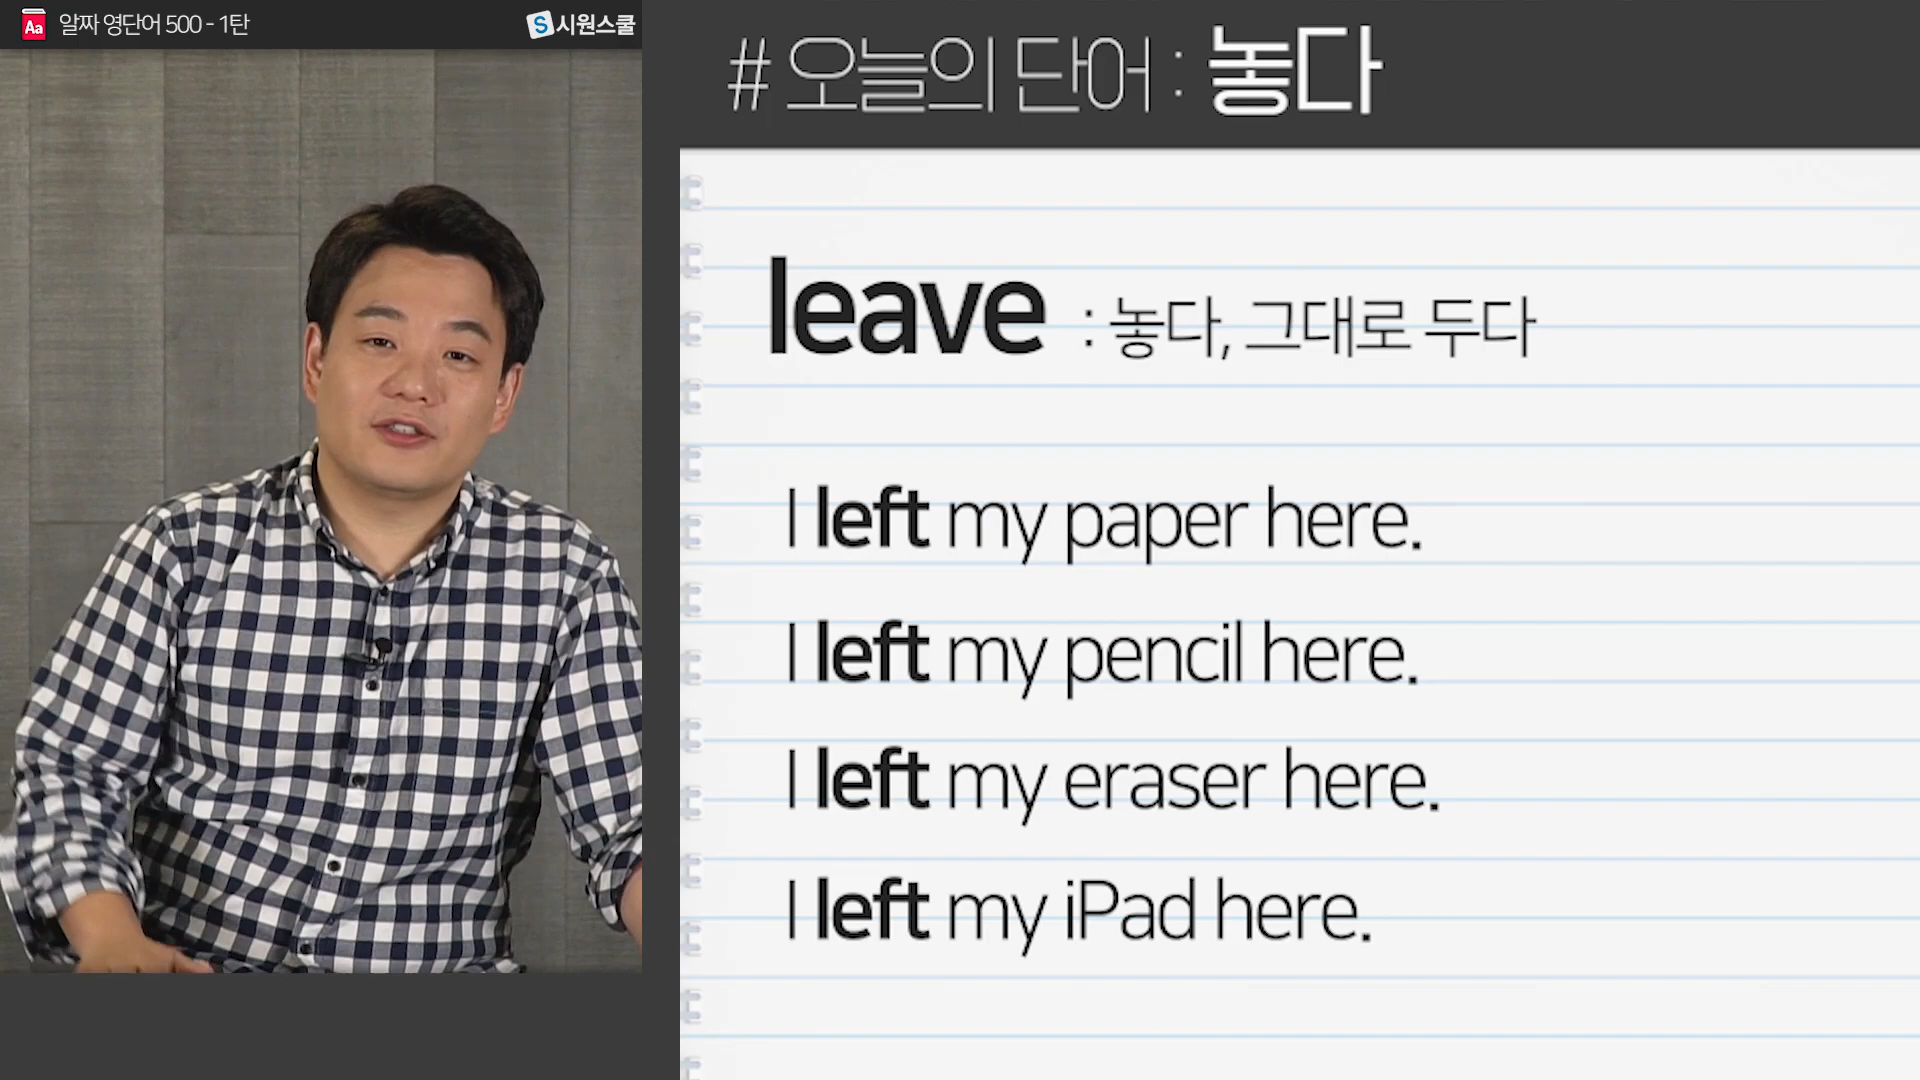 Aa 알짜 영단어 500 - 1탄
S 시원스쿨
# 오늘의 단어 : 놓다
leave : 놓다, 그대로 두다
I left my paper here.
I left my pencil here.
I left my eraser here.
I left my iPad here.